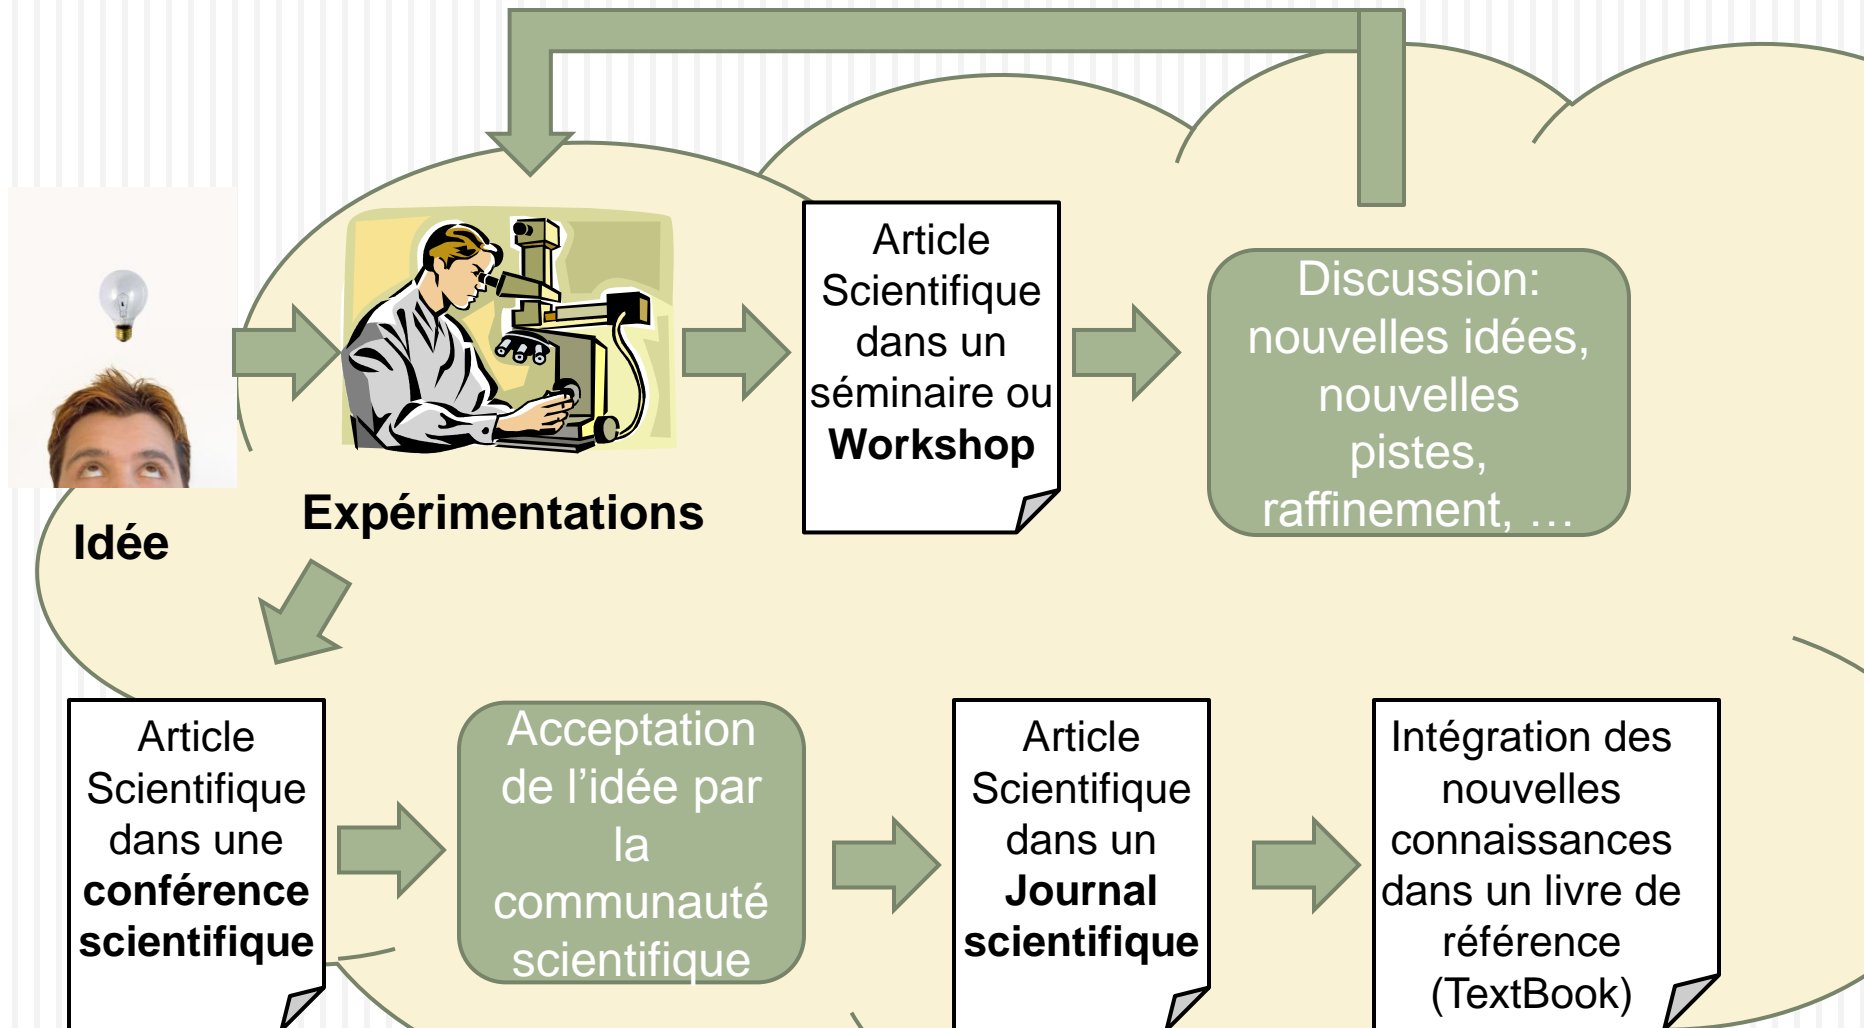 Idée
Expérimentations
Article
Scientifique
dans un
séminaire ou
Workshop
Discussion:
nouvelles idées,
nouvelles
pistes,
raffinement, …
Article
Scientifique
dans une
conférence
scientifique
Acceptation
de l’idée par
la
communauté
scientifique
Article
Scientifique
dans un
Journal
scientifique
Intégration des
nouvelles
connaissances
dans un livre de
référence
(TextBook)